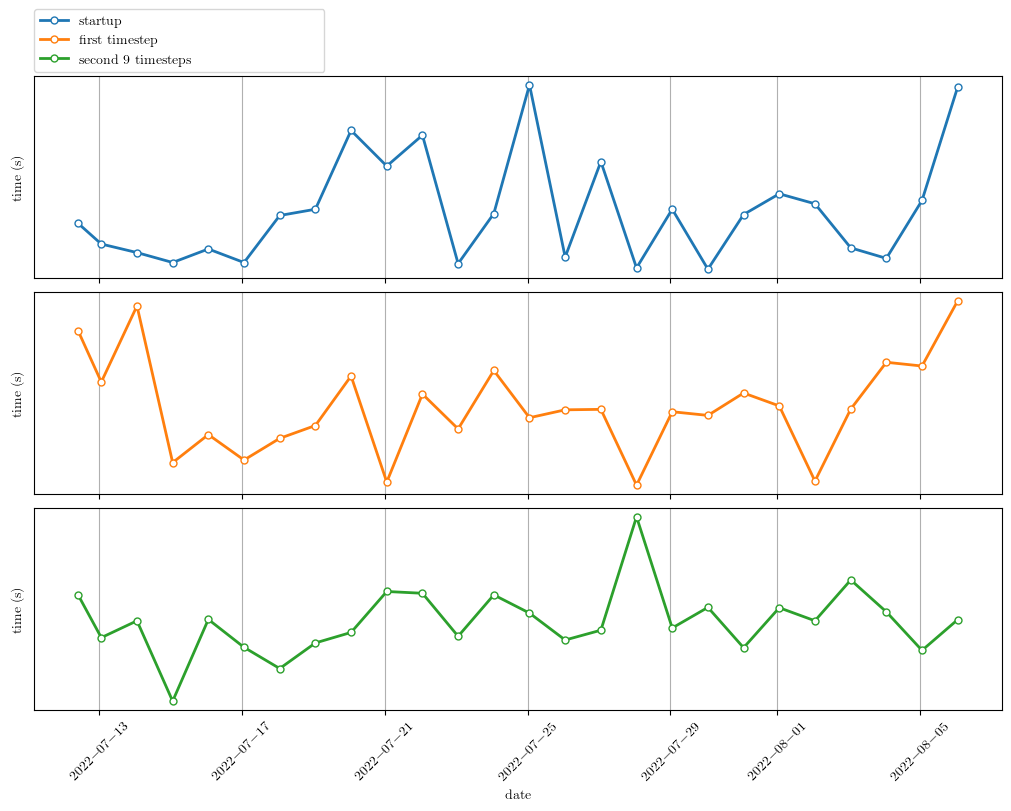 startup
first timestep
second 9 timesteps
time (s)
time (s)
time (s)
2022−07−13
2022−07−17
2022−07−21
2022−07−25
2022−07−29
2022−08−01
2022−08−05
date